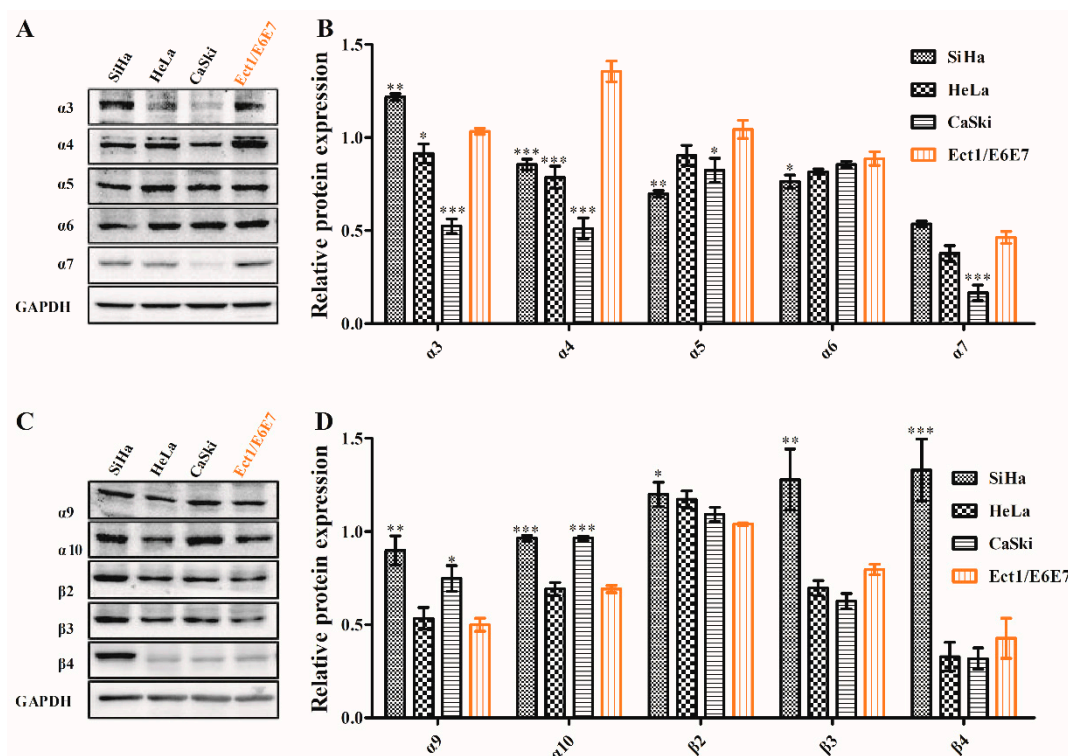 A
SiHa HeLa CaSki Ect1/E6E7
α3
α4
α5
α6
α7
GAPDH
B
Relative protein expression
1.5
1.0
0.5
0.0
** * ***
*** *** ***
** *
*
***
α3 α4 α5 α6 α7
SiHa
HeLa
CaSki
Ect1/E6E7
C
SiHa HeLa CaSki Ect1/E6E7
α9
α10
β2
β3
β4
GAPDH
D
Relative protein expression
1.5
1.0
0.5
0.0
** *
*** ***
*
**
***
α9 α10 β2 β3 β4
SiHa
HeLa
CaSki
Ect1/E6E7